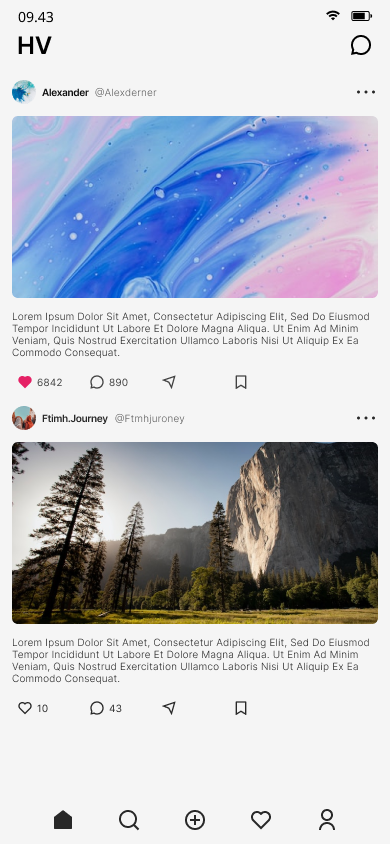 09.43
HV
Alexander @Alexderner
Lorem Ipsum Dolor Sit Amet, Consectetur Adipiscing Elit, Sed Do Eiusmod
Tempor Incididunt Ut Labore Et Dolore Magna Aliqua. Ut Enim Ad Minim
Veniam, Quis Nostrud Exercitation Ullamco Laboris Nisi Ut Aliquip Ex Ea
Commodo Consequat.
6842 890
Ftimh.Journey @Ftmhjuroney
Lorem Ipsum Dolor Sit Amet, Consectetur Adipiscing Elit, Sed Do Eiusmod
Tempor Incididunt Ut Labore Et Dolore Magna Aliqua. Ut Enim Ad Minim
Veniam, Quis Nostrud Exercitation Ullamco Laboris Nisi Ut Aliquip Ex Ea
Commodo Consequat.
10 43